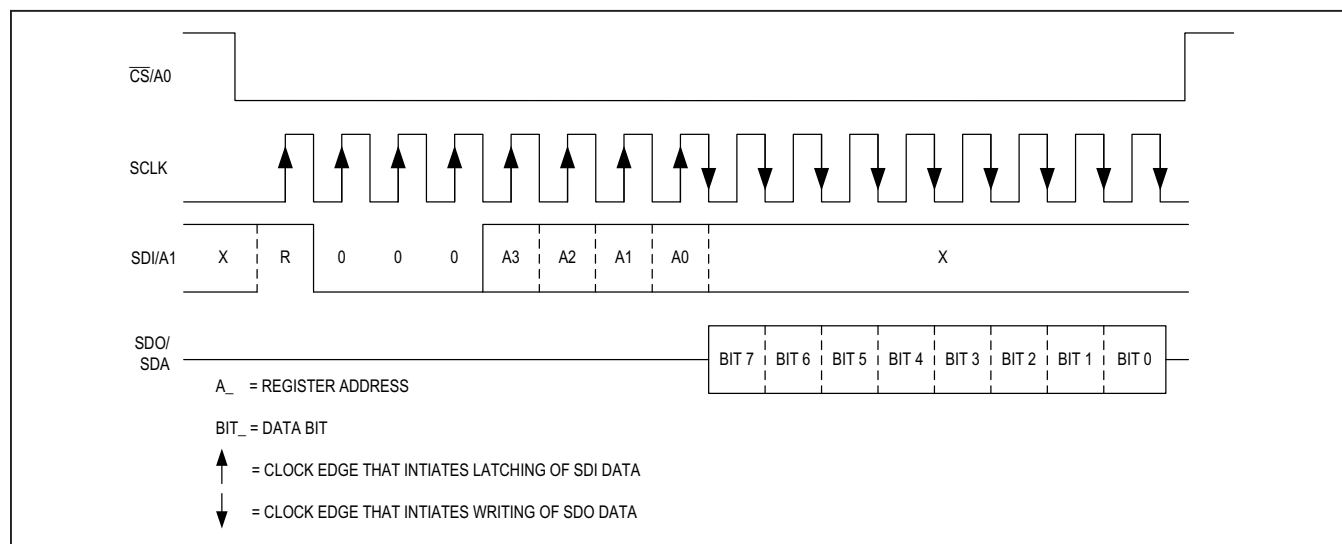 CS/A0
SCLK
SDI/A1 X R 0 0 0 A3 A2 A1 A0 X
SDO/
SDA
BIT 7 BIT 6 BIT 5 BIT 4 BIT 3 BIT 2 BIT 1 BIT 0
A_ = REGISTER ADDRESS
BIT_ = DATA BIT
= CLOCK EDGE THAT INTIATES LATCHING OF SDI DATA
= CLOCK EDGE THAT INTIATES WRITING OF SDO DATA